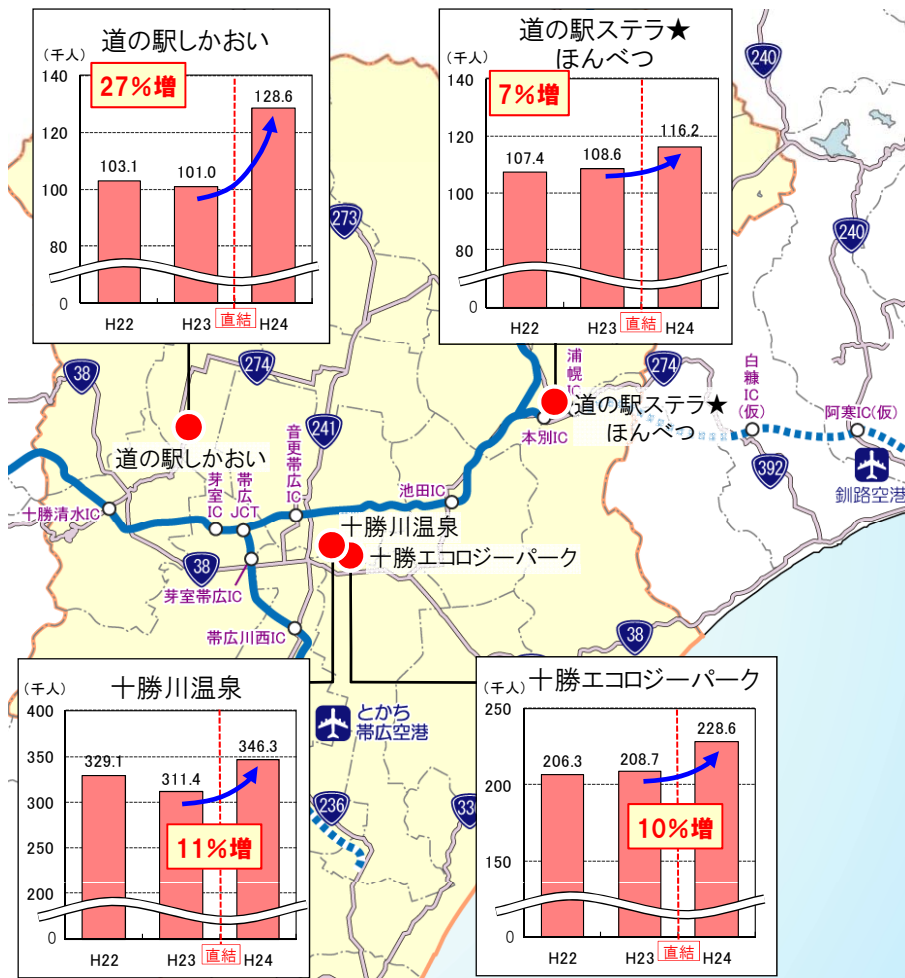 道の駅しかおい
(千人)
27%増
140
120
100
80
0
103.1
101.0
128.6
H22
H23
直結
H24
道の駅ステラ★
ほんべつ
(千人)
7%増
140
120
100
80
0
107.4
108.6
116.2
H22
H23
直結
H24
240
273
240
38
274
241
274
392
38
38
236
浦幌IC
白糠IC(仮)
阿寒IC(仮)
釧路空港
道の駅ステラ★
ほんべつ
本別IC
道の駅しかおい
音更帯広IC
池田IC
芽室IC
帯広JCT
十勝清水IC
十勝川温泉
十勝エコロジーパーク
芽室帯広IC
帯広川西IC
とかち
帯広空港
十勝川温泉
(千人)
400
350
300
250
200
0
329.1
311.4
346.3
11%増
H22
H23
直結
H24
十勝エコロジーパーク
(千人)
250
200
150
0
206.3
208.7
228.6
10%増
H22
H23
直結
H24